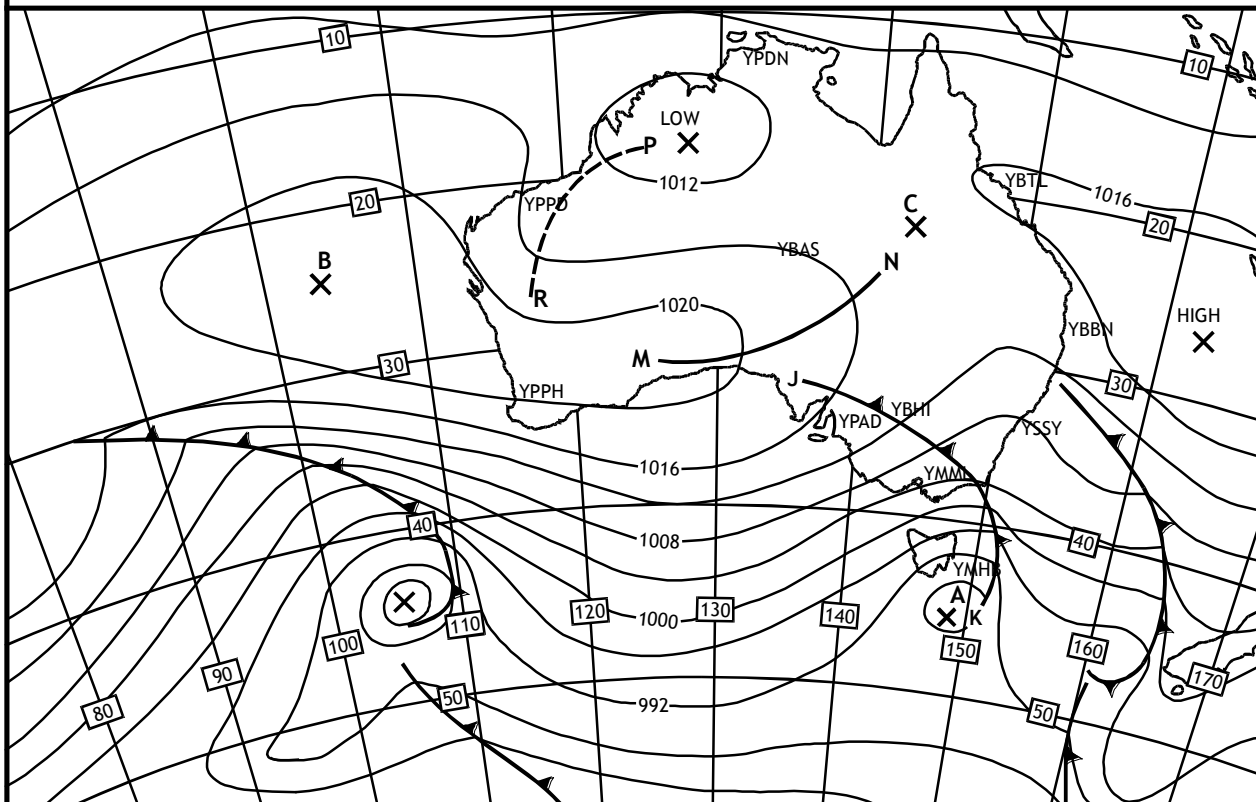 10
YPDN
10
LOW
P
1012
YBTL
1016
20
YPPD
C
20
B
YBAS
N
R
1020
HIGH
YBBN
M
30
J
30
YPPH
YBHI
YPAD
YSSY
1016
YMML
40
1008
40
YMHB
A
120
1000
130
140
K
110
100
150
160
90
170
50
992
50
80